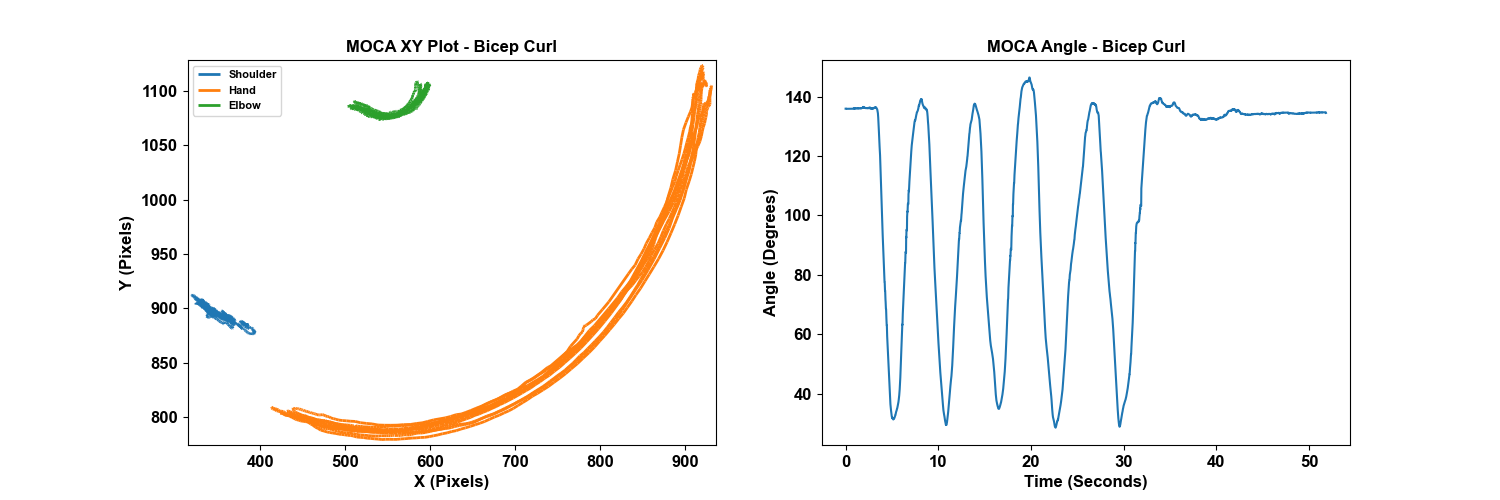 MOCA XY Plot - Bicep Curl
Shoulder
Hand
Elbow
1100
1050
1000
950
900
850
800
Y (Pixels)
400 500 600 700 800 900
X (Pixels)
MOCA Angle - Bicep Curl
140
120
100
80
60
40
Angle (Degrees)
0 10 20 30 40 50
Time (Seconds)